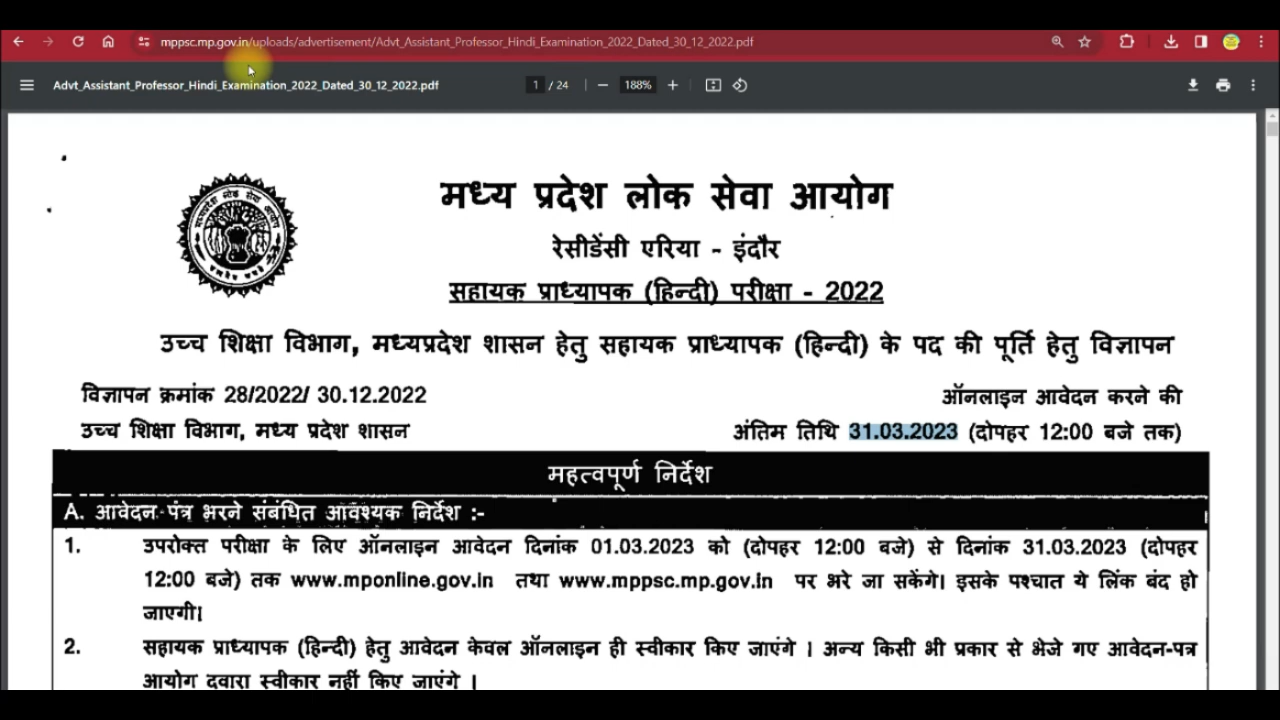 mppsc.mp.gov.in/uploads/advertisement/Advt_Assistant_Professor_Hindi_Examination_2022_Dated_30_12_2022.pdf
Advt_Assistant_Professor_Hindi_Examination_2022_Dated_30_12_2022.pdf 1 / 24 188%
मध्य प्रदेश लोक सेवा आयोग
रेसीडेंसी एरिया - इंदौर
सहायक प्राध्यापक (हिन्दी) परीक्षा - 2022
उच्च शिक्षा विभाग, मध्यप्रदेश शासन हेतु सहायक प्राध्यापक (हिन्दी) के पद की पूर्ति हेतु विज्ञापन
विज्ञापन क्रमांक 28/2022/ 30.12.2022 ऑनलाइन आवेदन करने की
उच्च शिक्षा विभाग, मध्य प्रदेश शासन अंतिम तिथि 31.03.2023 (दोपहर 12:00 बजे तक)
महत्वपूर्ण निर्देश
A. आवेदन पत्र भरने संबंधित आवश्यक निर्देश :-
1. उपरोक्त परीक्षा के लिए ऑनलाइन आवेदन दिनांक 01.03.2023 को (दोपहर 12:00 बजे) से दिनांक 31.03.2023 (दोपहर
12:00 बजे) तक www.mponline.gov.in तथा www.mppsc.mp.gov.in पर भरे जा सकेंगे। इसके पश्चात ये लिंक बंद हो
जाएगी।
2. सहायक प्राध्यापक (हिन्दी) हेतु आवेदन केवल ऑनलाइन ही स्वीकार किए जाएंगे । अन्य किसी भी प्रकार से भेजे गए आवेदन-पत्र
आयोग दवारा स्वीकार नहीं किए जाएंगे ।